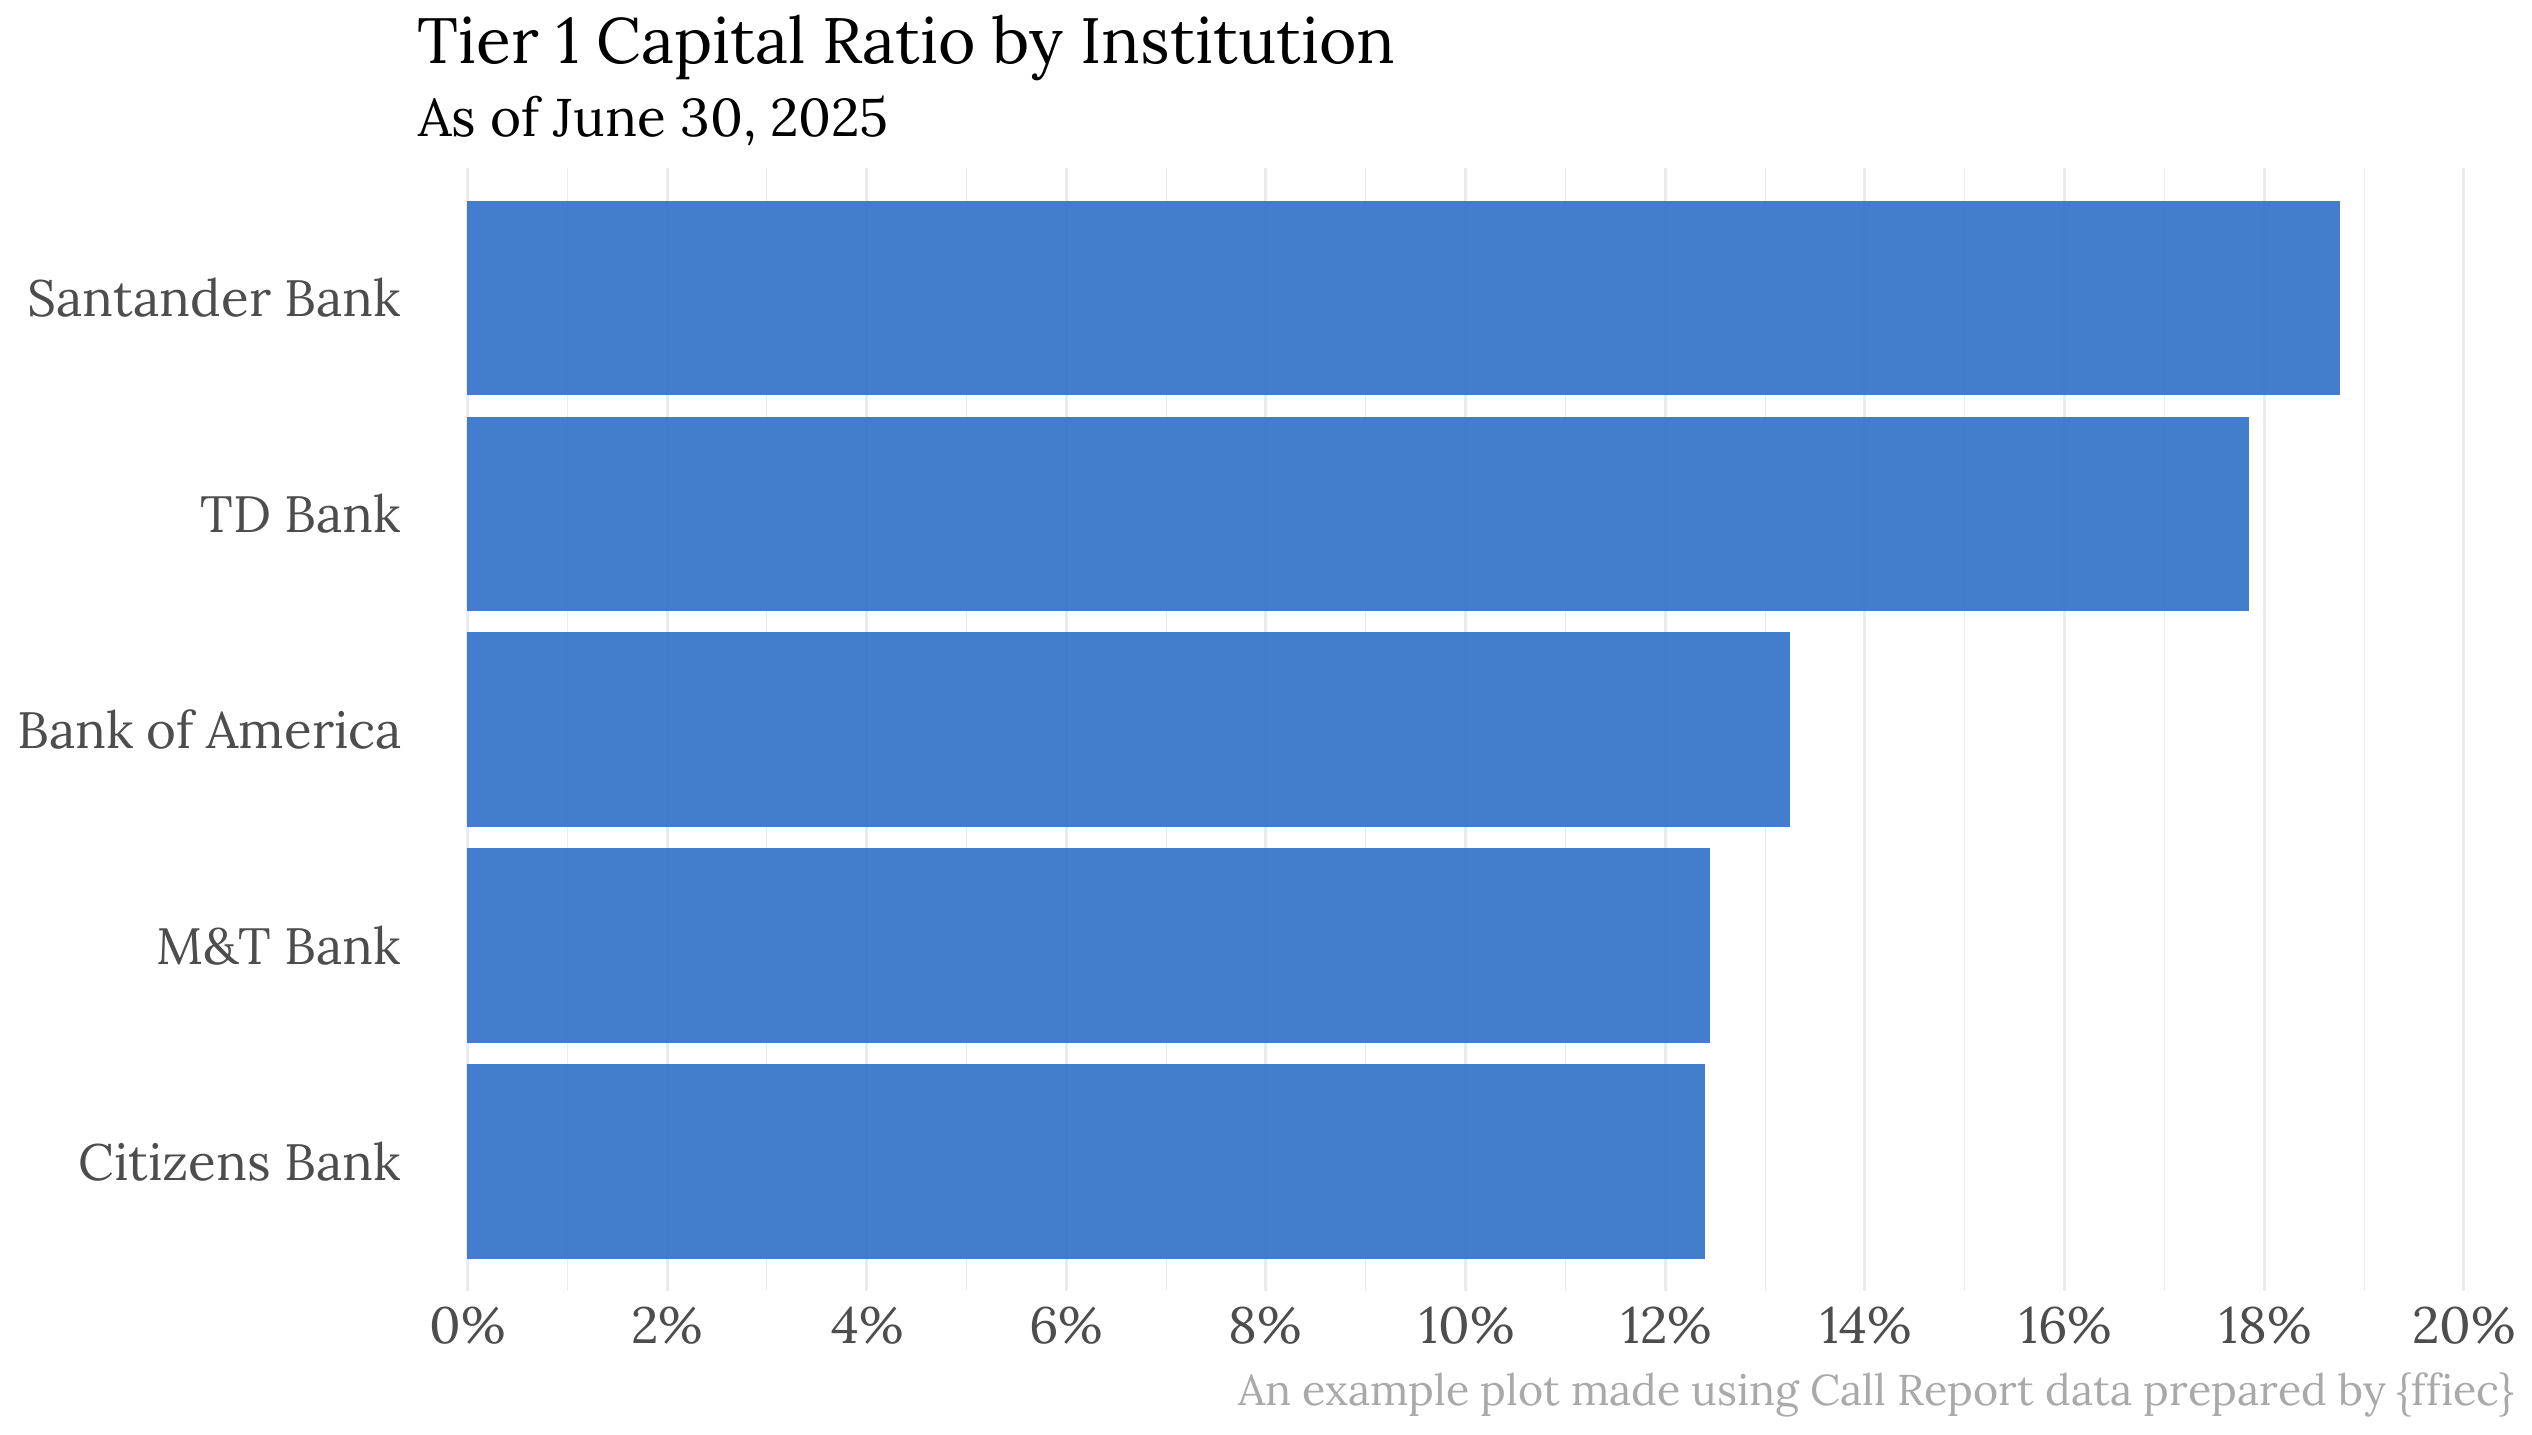 Tier 1 Capital Ratio by Institution
As of June 30, 2025
Santander Bank
TD Bank
Bank of America
M&T Bank
Citizens Bank
0% 2% 4% 6% 8% 10% 12% 14% 16% 18% 20%
An example plot made using Call Report data prepared by {ffiec}